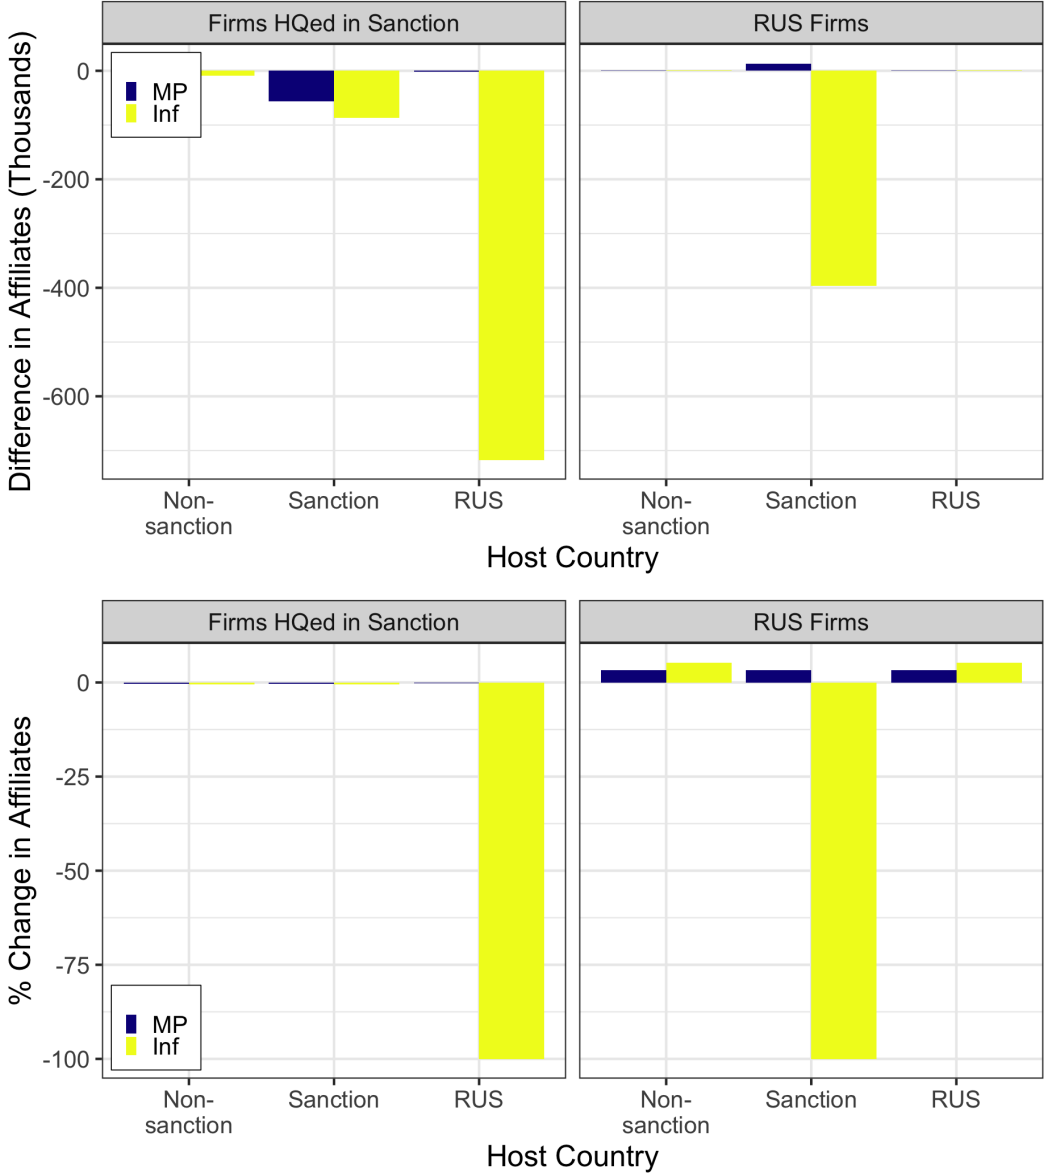 Firms HQed in Sanction
RUS Firms
Difference in Affiliates (Thousands)
0
-200
-400
-600
MP
Inf
Non-
sanction
Sanction
RUS
Non-
sanction
Sanction
RUS
Host Country
Firms HQed in Sanction
RUS Firms
% Change in Affiliates
0
-25
-50
-75
-100
MP
Inf
Non-
sanction
Sanction
RUS
Non-
sanction
Sanction
RUS
Host Country